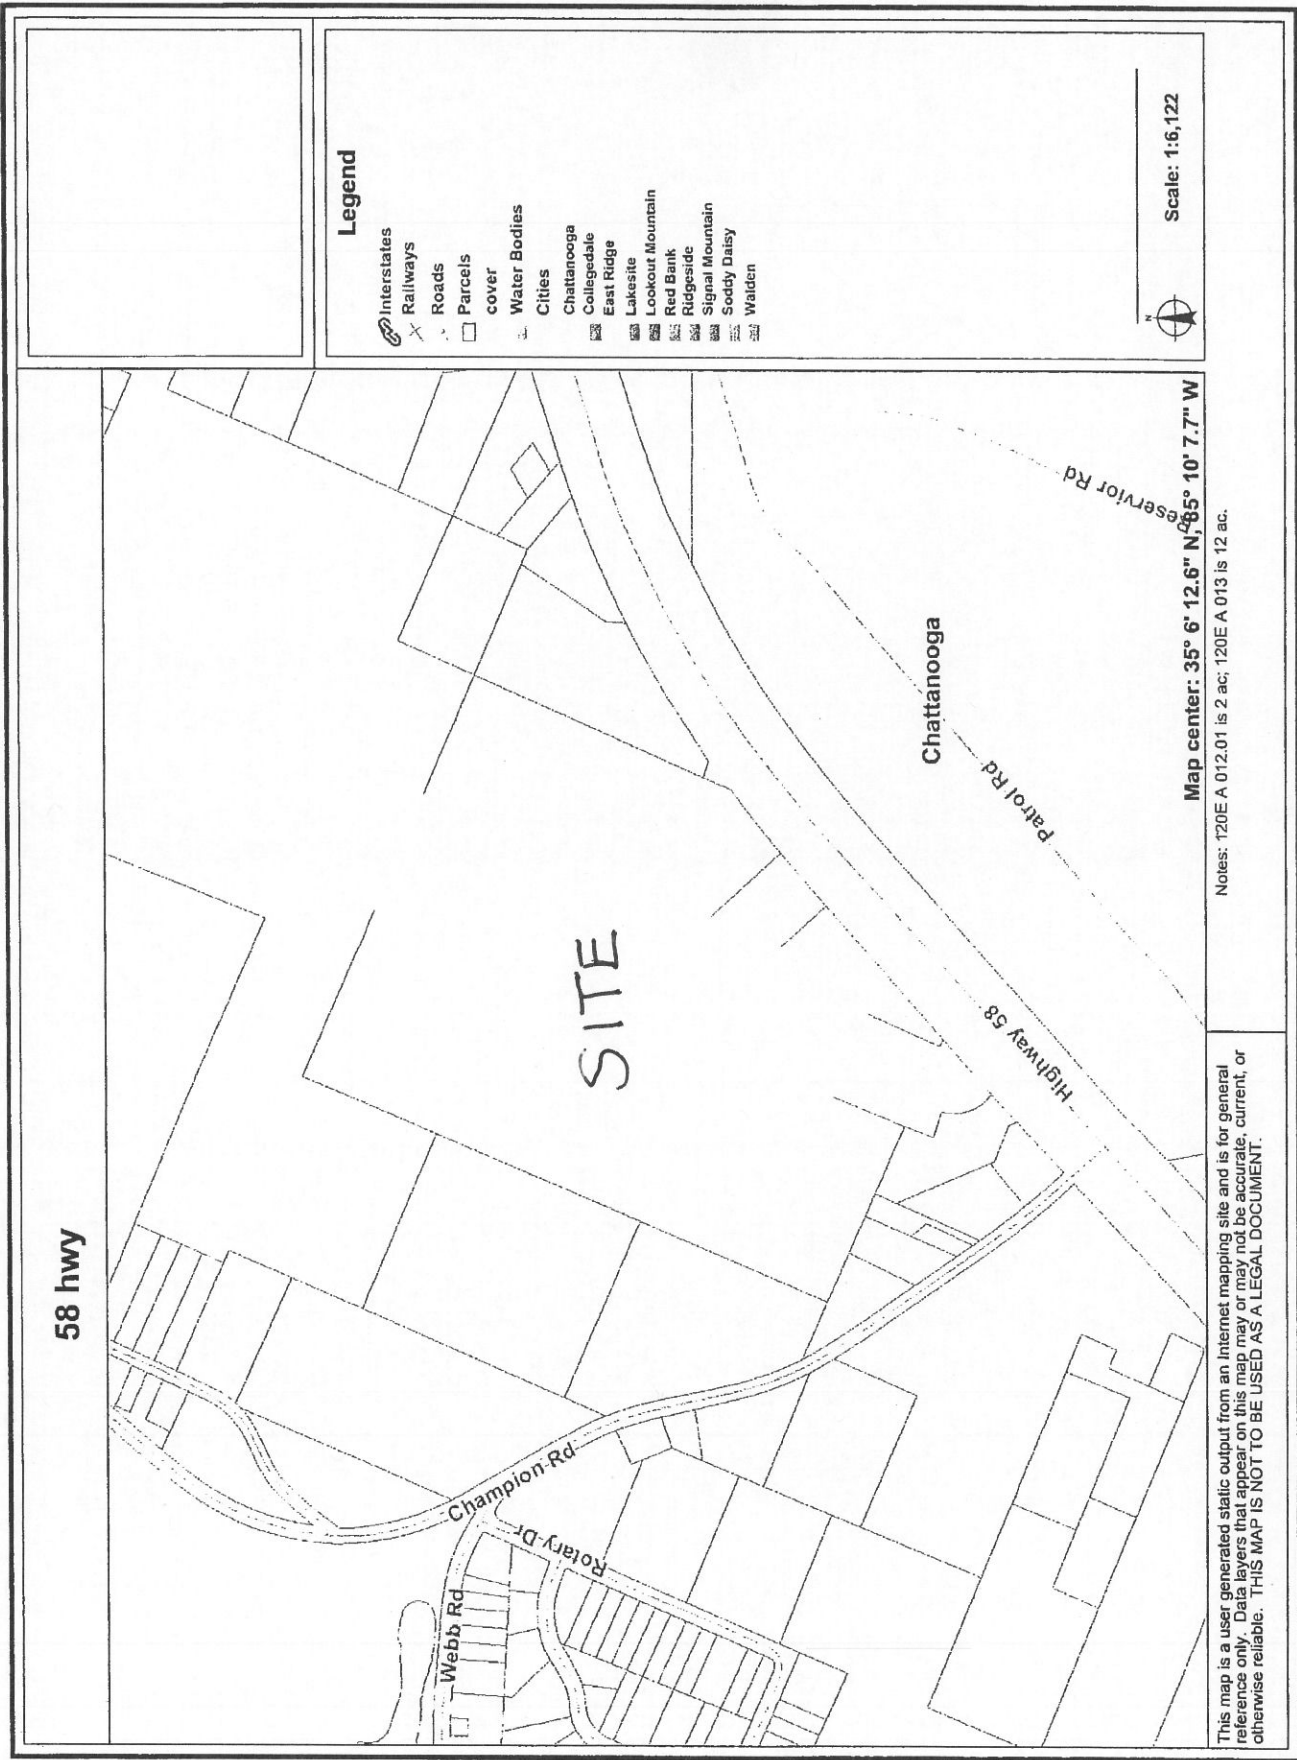 58 hwy
SITE
Champion Rd
Webb Rd
Rotary Dr
Highway 58
Patrol Rd
Chattanooga
Reservior Rd
Legend
Interstates
Railways
Roads
Parcels
cover
Water Bodies
Cities
Chattanooga
Collegedale
East Ridge
Lakesite
Lookout Mountain
Red Bank
Ridgeside
Signal Mountain
Soddy Daisy
Walden
N
Scale: 1:6,122
Map center: 35° 6' 12.6" N, 85° 10' 7.7" W
This map is a user generated static output from an Internet mapping site and is for general
reference only. Data layers that appear on this map may or may not be accurate, current, or
otherwise reliable. THIS MAP IS NOT TO BE USED AS A LEGAL DOCUMENT.
Notes: 120E A 012.01 is 2 ac; 120E A 013 is 12 ac.